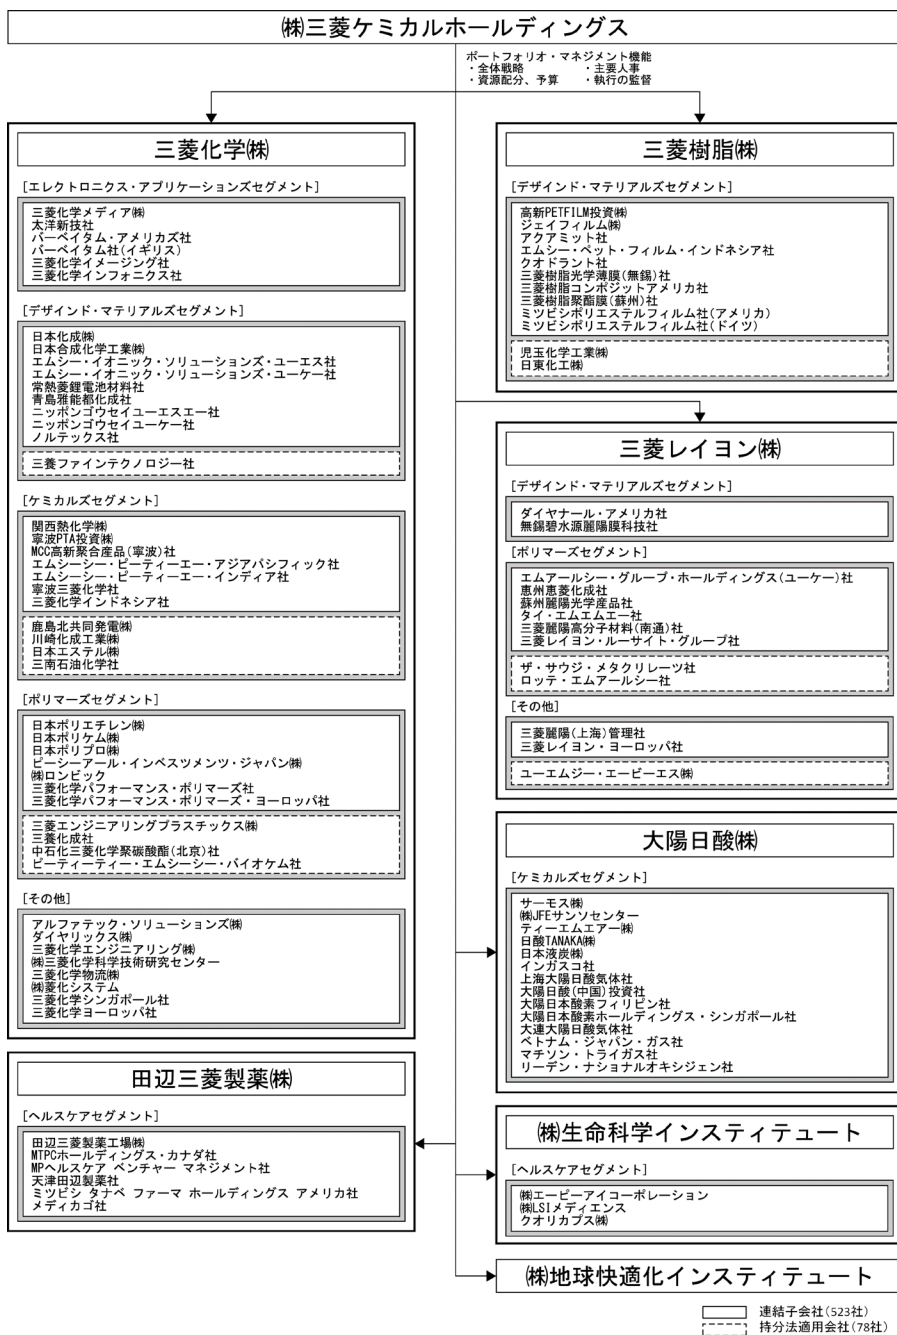 ㈱三菱ケミカルホールディングス
ポートフォリオ・マネジメント機能
・全体戦略 ・主要人事
・資源配分、予算 ・執行の監督
三菱化学㈱
[エレクトロニクス・アプリケーションズセグメント]
三菱化学メディア㈱
太洋新技社
バーベイタム・アメリカズ社
バーベイタム社(イギリス)
三菱化学イメージング社
三菱化学インフォニクス社
[デザインド・マテリアルズセグメント]
日本化成㈱
日本合成化学工業㈱
エムシー・イオニック・ソリューションズ・ユーエス社
エムシー・イオニック・ソリューションズ・ユーケー社
常熟菱鋰電池材料社
青島雅能都化成社
ニッポンゴウセイユーエスエー社
ニッポンゴウセイユーケー社
ノルテックス社
三養ファインテクノロジー社
[ケミカルズセグメント]
関西熱化学㈱
寧波PTA投資㈱
MCC高新聚合産品(寧波)社
エムシーシー・ピーティーエー・アジアパシフィック社
エムシーシー・ピーティーエー・インディア社
寧波三菱化学社
三菱化学インドネシア社
鹿島北共同発電㈱
川崎化成工業㈱
日本エステル㈱
三南石油化学社
[ポリマーズセグメント]
日本ポリエチレン㈱
日本ポリケム㈱
日本ポリプロ㈱
ピーシーアール・インベスツメンツ・ジャパン㈱
㈱ロンビック
三菱化学パフォーマンス・ポリマーズ社
三菱化学パフォーマンス・ポリマーズ・ヨーロッパ社
三菱エンジニアリングプラスチックス㈱
三養化成社
中石化三菱化学聚碳酸酯(北京)社
ピーティーティー・エムシーシー・バイオケム社
[その他]
アルファテック・ソリューションズ㈱
ダイヤリックス㈱
三菱化学エンジニアリング㈱
㈱三菱化学科学技術研究センター
三菱化学物流㈱
㈱菱化システム
三菱化学シンガポール社
三菱化学ヨーロッパ社
田辺三菱製薬㈱
[ヘルスケアセグメント]
田辺三菱製薬工場㈱
MTPCホールディングス・カナダ社
MPヘルスケア ベンチャー マネジメント社
天津田辺製薬社
ミツビシ タナベ ファーマ ホールディングス アメリカ社
メディカゴ社
三菱樹脂㈱
[デザインド・マテリアルズセグメント]
高新PETFILM投資㈱
ジェイフィルム㈱
アクアミット社
エムシー・ペット・フィルム・インドネシア社
クオドラント社
三菱樹脂光学薄膜(無錫)社
三菱樹脂コンポジットアメリカ社
三菱樹脂聚酯膜(蘇州)社
ミツビシポリエステルフィルム社(アメリカ)
ミツビシポリエステルフィルム社(ドイツ)
児玉化学工業㈱
日東化工㈱
三菱レイヨン㈱
[デザインド・マテリアルズセグメント]
ダイヤナール・アメリカ社
無錫碧水源麗陽膜科技社
[ポリマーズセグメント]
エムアールシー・グループ・ホールディングス(ユーケー)社
恵州恵菱化成社
蘇州麗陽光学産品社
タイ・エムエムエー社
三菱麗陽高分子材料(南通)社
三菱レイヨン・ルーサイト・グループ社
ザ・サウジ・メタクリレーツ社
ロッテ・エムアールシー社
[その他]
三菱麗陽(上海)管理社
三菱レイヨン・ヨーロッパ社
ユーエムジー・エービーエス㈱
大陽日酸㈱
[ケミカルズセグメント]
サーモス㈱
㈱JFEサンソセンター
ティーエムエアー㈱
日酸TANAKA㈱
日本液炭㈱
インガスコ社
上海大陽日酸気体社
大陽日酸(中国)投資社
大陽日本酸素フィリピン社
大陽日本酸素ホールディングス・シンガポール社
大連大陽日酸気体社
ベトナム・ジャパン・ガス社
マチソン・トライガス社
リーデン・ナショナルオキシジェン社
㈱生命科学インスティテュート
[ヘルスケアセグメント]
㈱エーピーアイコーポレーション
㈱LSIメディエンス
クオリカプス㈱
㈱地球快適化インスティテュート
連結子会社(523社)
持分法適用会社(78社)